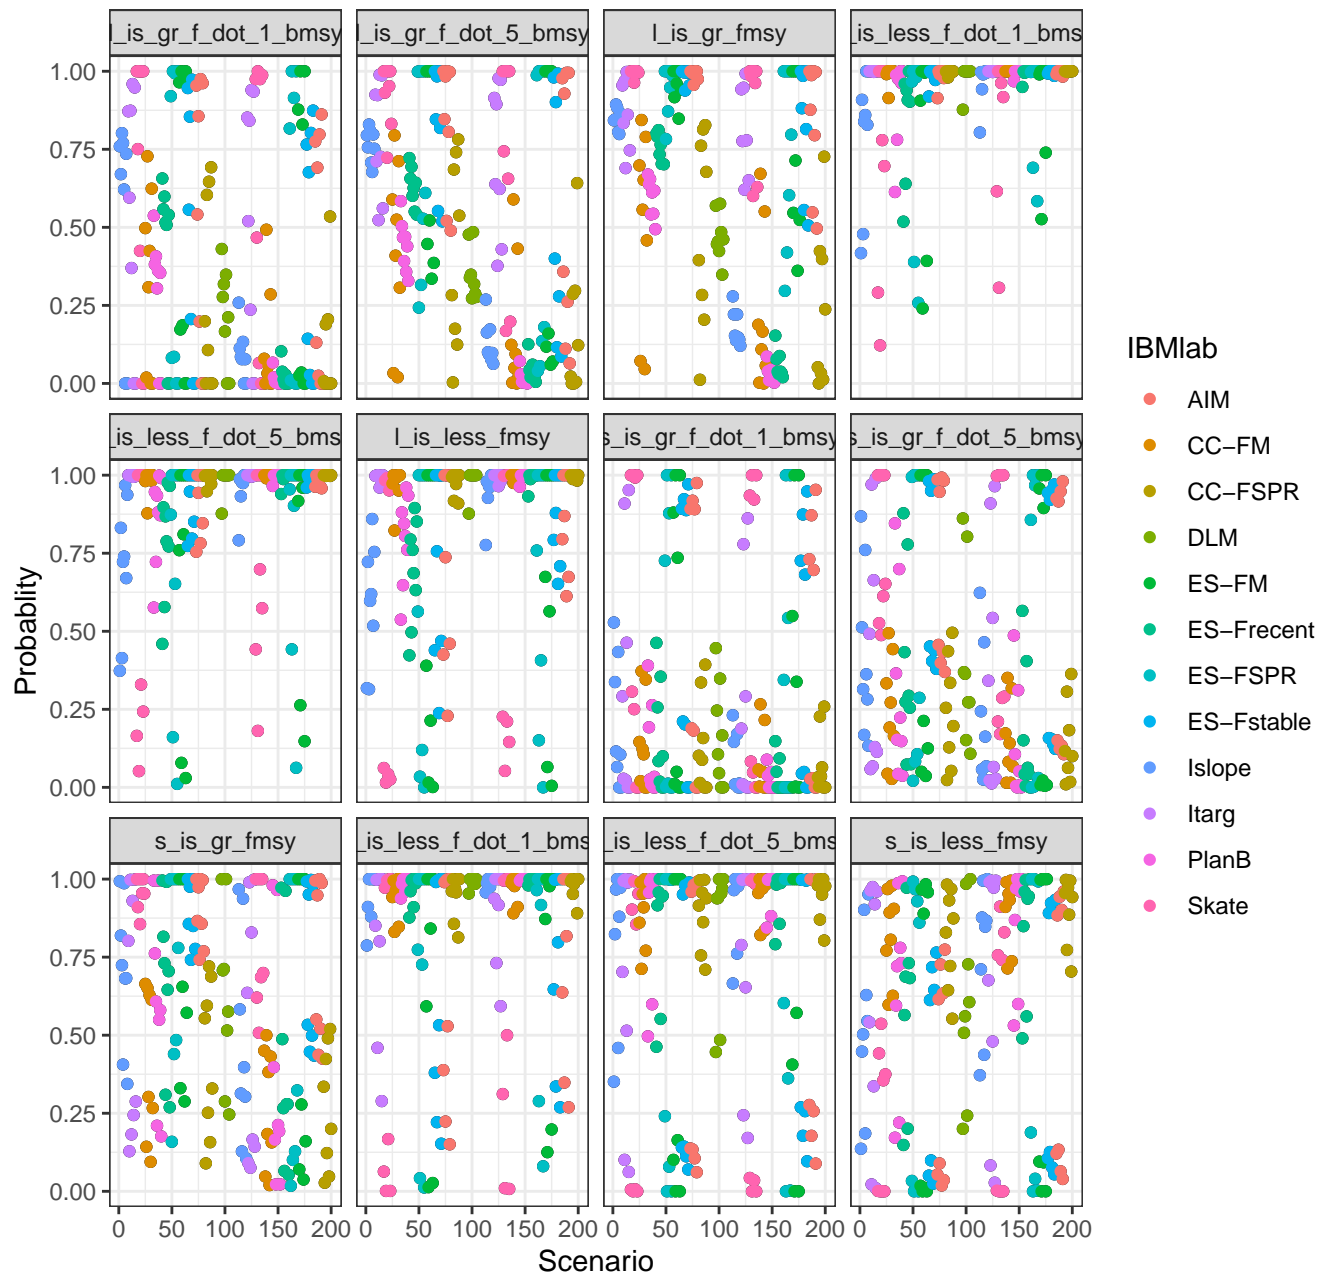 l_is_gr_f_dot_1_bmsy l_is_gr_f_dot_5_bmsy l_is_gr_fmsy _is_less_f_dot_1_bms
1.00
0.75
0.50
0.25
0.00
_is_less_f_dot_5_bms l_is_less_fmsy s_is_gr_f_dot_1_bmsy s_is_gr_f_dot_5_bmsy
1.00
0.75
0.50
0.25
0.00
s_is_gr_fmsy _is_less_f_dot_1_bms _is_less_f_dot_5_bms s_is_less_fmsy
1.00
0.75
0.50
0.25
0.00
0 50 100 150 200 0 50 100 150 200 0 50 100 150 200 0 50 100 150 200
Scenario
Probablity
IBMlab
AIM
CC−FM
CC−FSPR
DLM
ES−FM
ES−Frecent
ES−FSPR
ES−Fstable
Islope
Itarg
PlanB
Skate